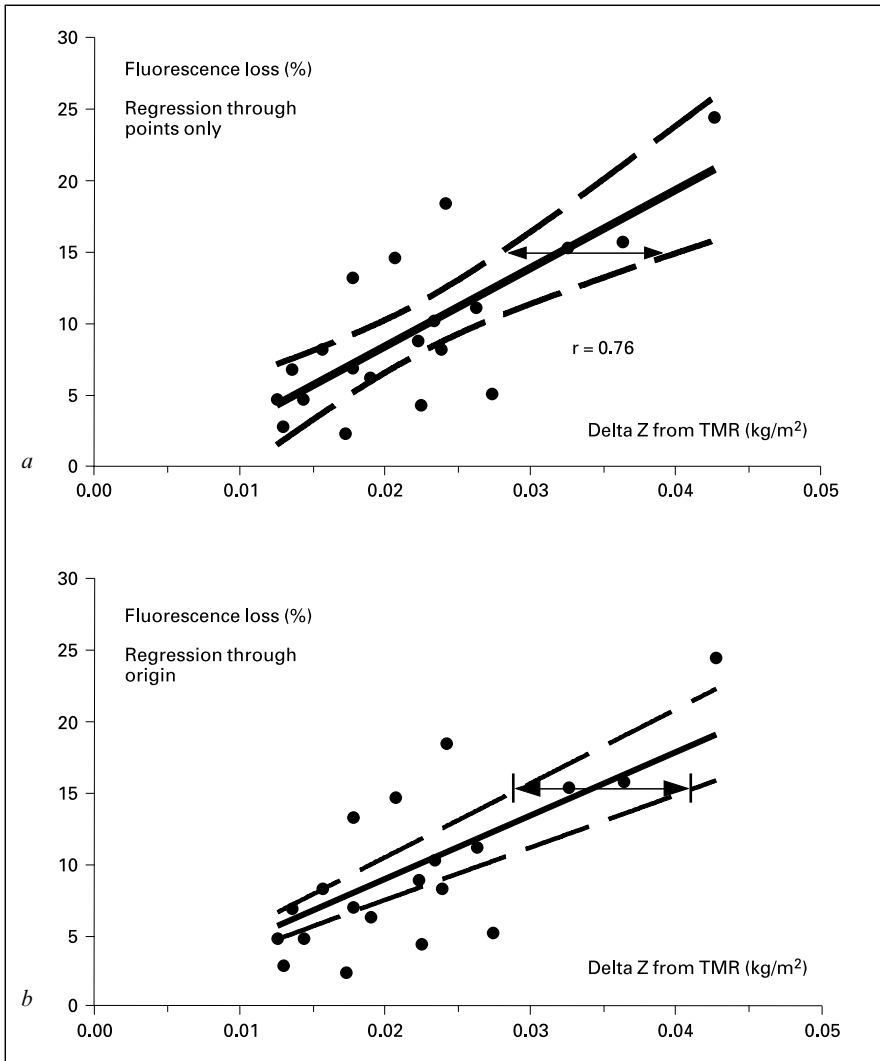 30
Fluorescence loss (%)
25
Regression through
points only
20
15
10
r = 0.76
5
Delta Z from TMR (kg/m²)
a
0
0.00 0.01 0.02 0.03 0.04 0.05
30
Fluorescence loss (%)
25
Regression through
origin
20
15
10
5
Delta Z from TMR (kg/m²)
b
0
0.00 0.01 0.02 0.03 0.04 0.05